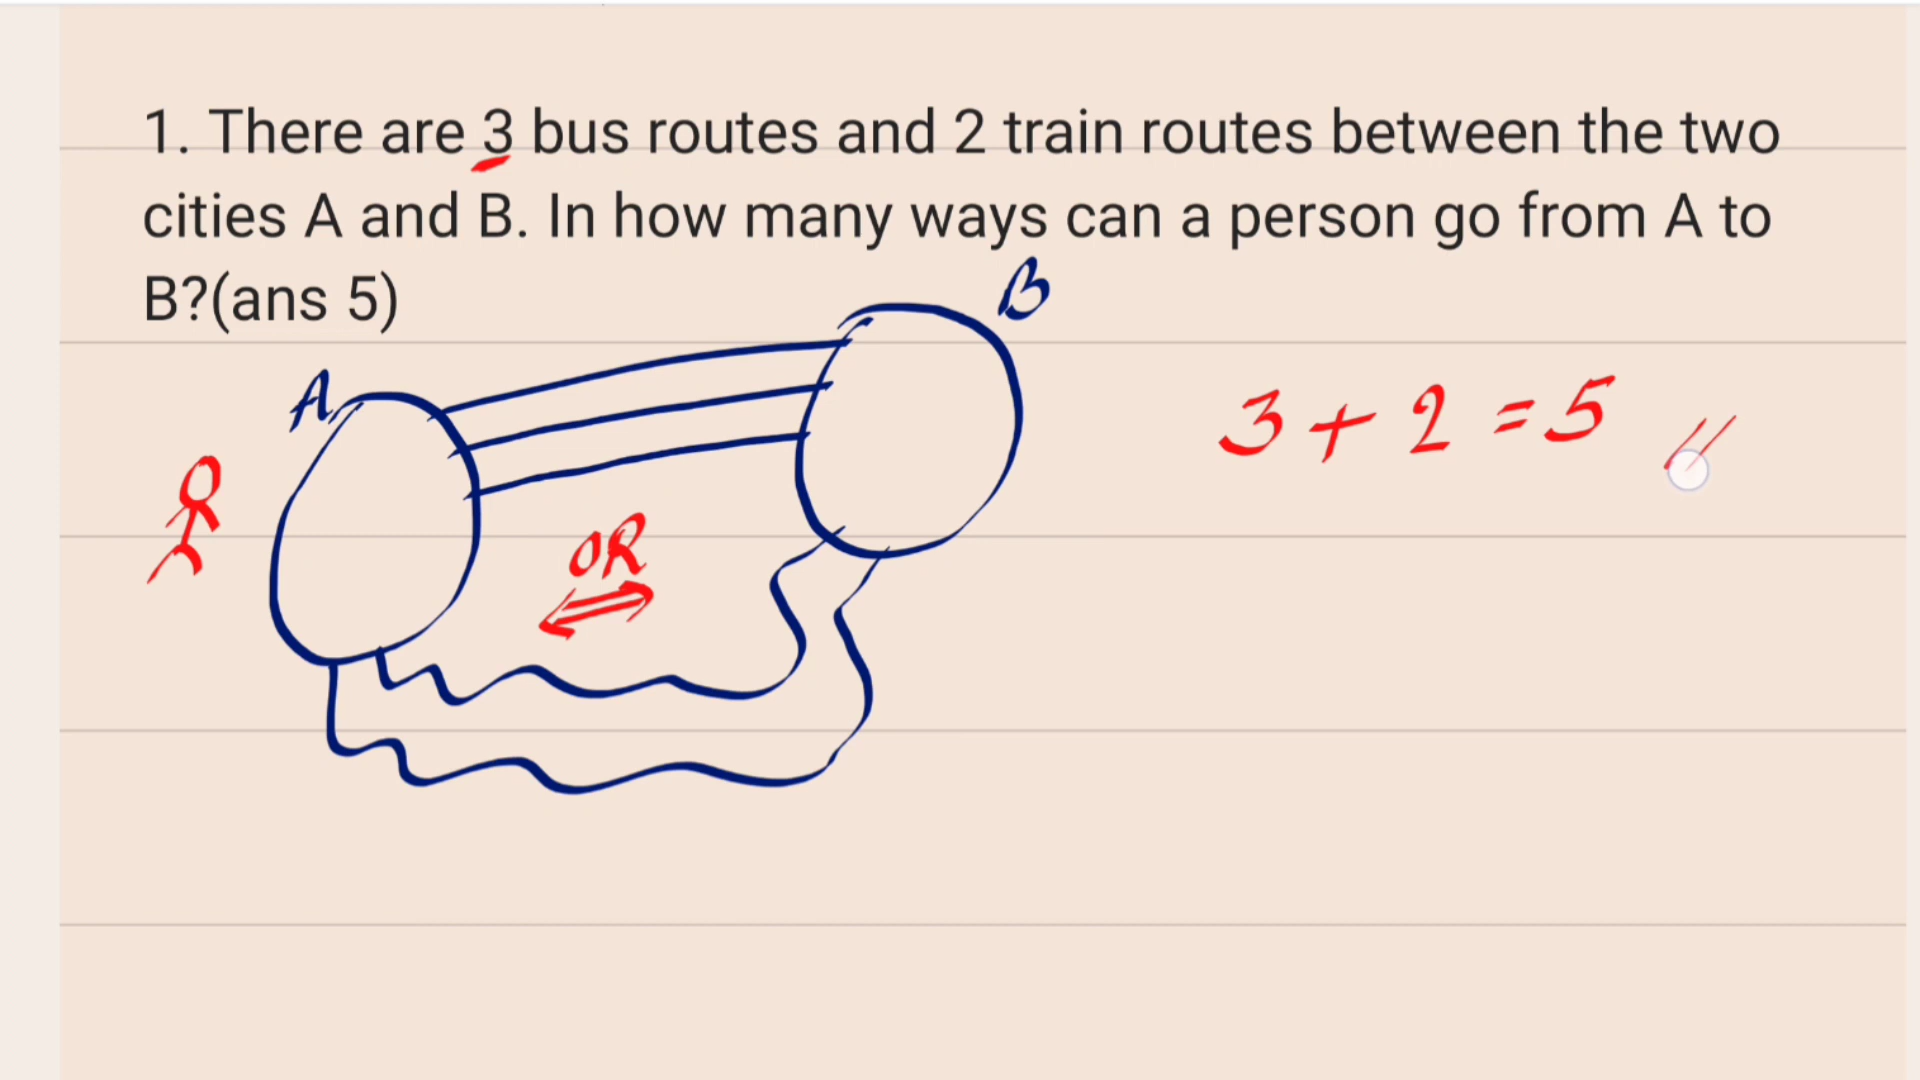 1. There are 3 bus routes and 2 train routes between the two
cities A and B. In how many ways can a person go from A to
B?(ans 5)
B
A
3 + 2 = 5
OR